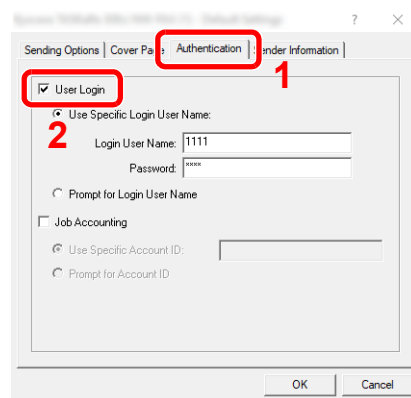 ? ×
Sending Options Cover Pa e Authentication ender Information
1
User Login
Use Specific Login User Name:
2
Login User Name: 1111
Password: ****
Prompt for Login User Name
Job Accounting
Use Specific Account ID:
Prompt for Account ID
OK Cancel